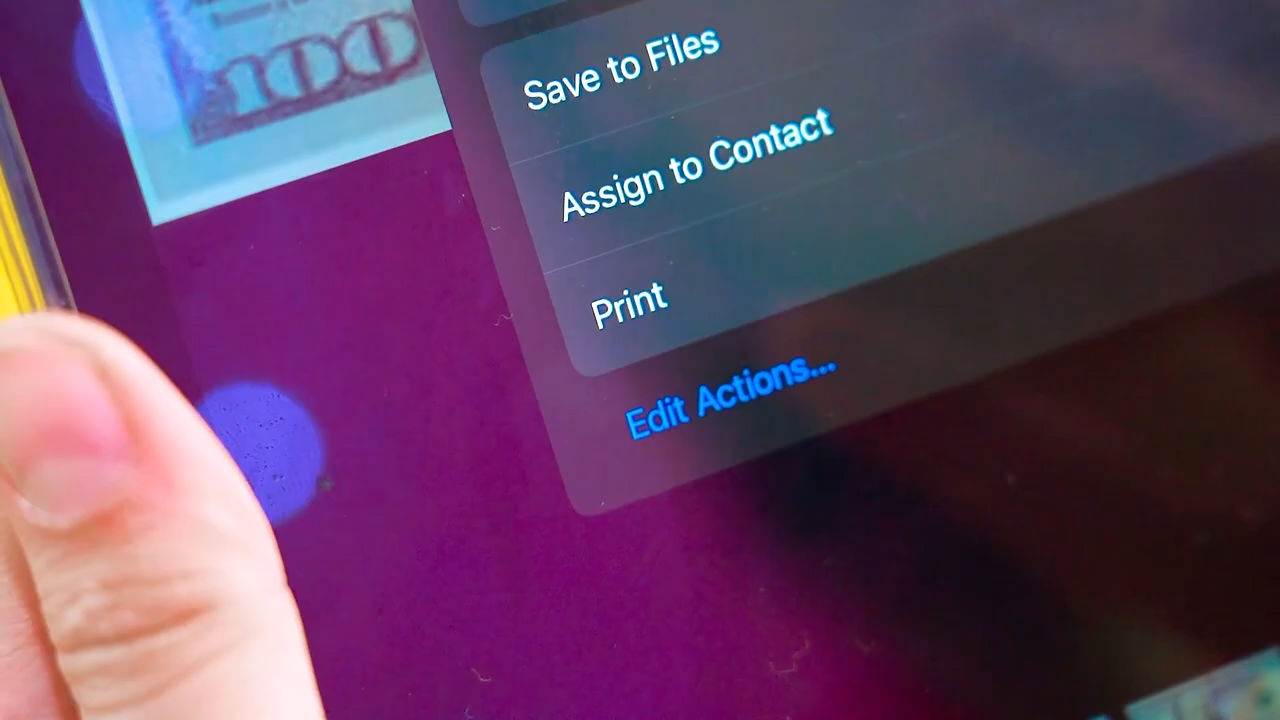 100
Save to Files
Assign to Contact
Print
Edit Actions...